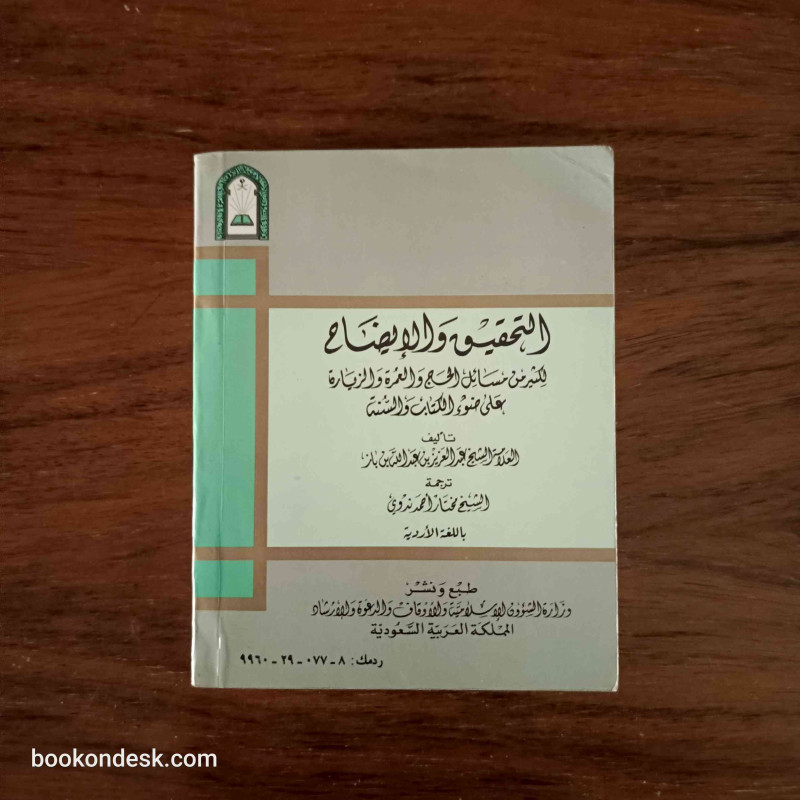 التحقيق والإيضاح
لكثير من مسائل الحج والعمرة والزيارة
على ضوء الكتاب والسنة
تأليف
العلامة الشيخ عبد العزيز بن عبد الله بن باز
ترجمة
الشيخ مختار أحمد ندوي
باللغة الأردية
طبع ونشر
وزارة الشؤون الإسلامية والأوقاف والدعوة والإرشاد
المملكة العربية السعودية
ردمك: ٨ - ٠٧٧ - ٢٩ - ٩٩٦٠
bookondesk.com